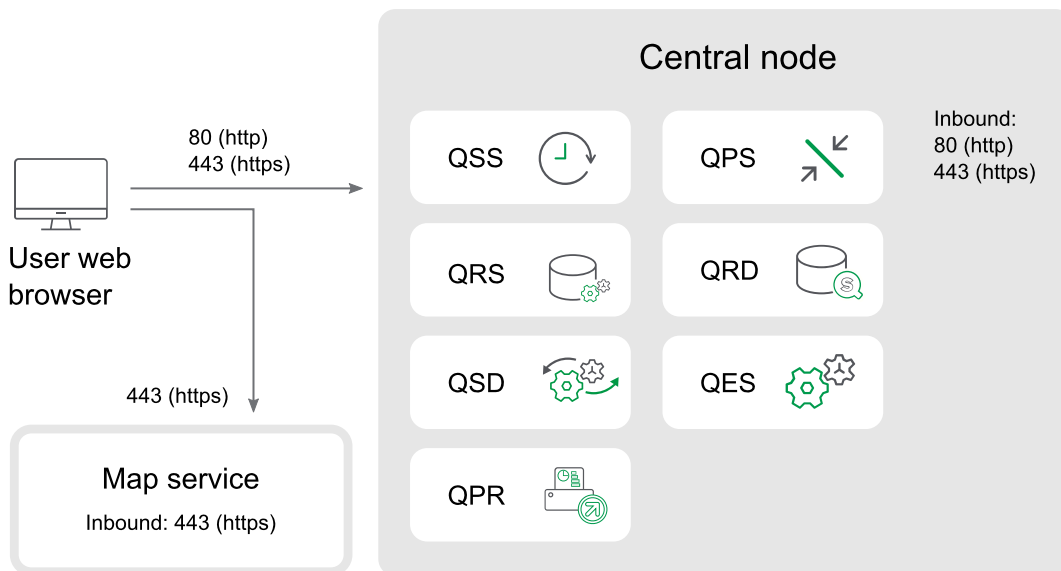 Central node
80 (http)
443 (https)
User web
browser
443 (https)
Map service
Inbound: 443 (https)
QSS
QPS
QRS
QRD
S
QSD
QES
QPR
Inbound:
80 (http)
443 (https)